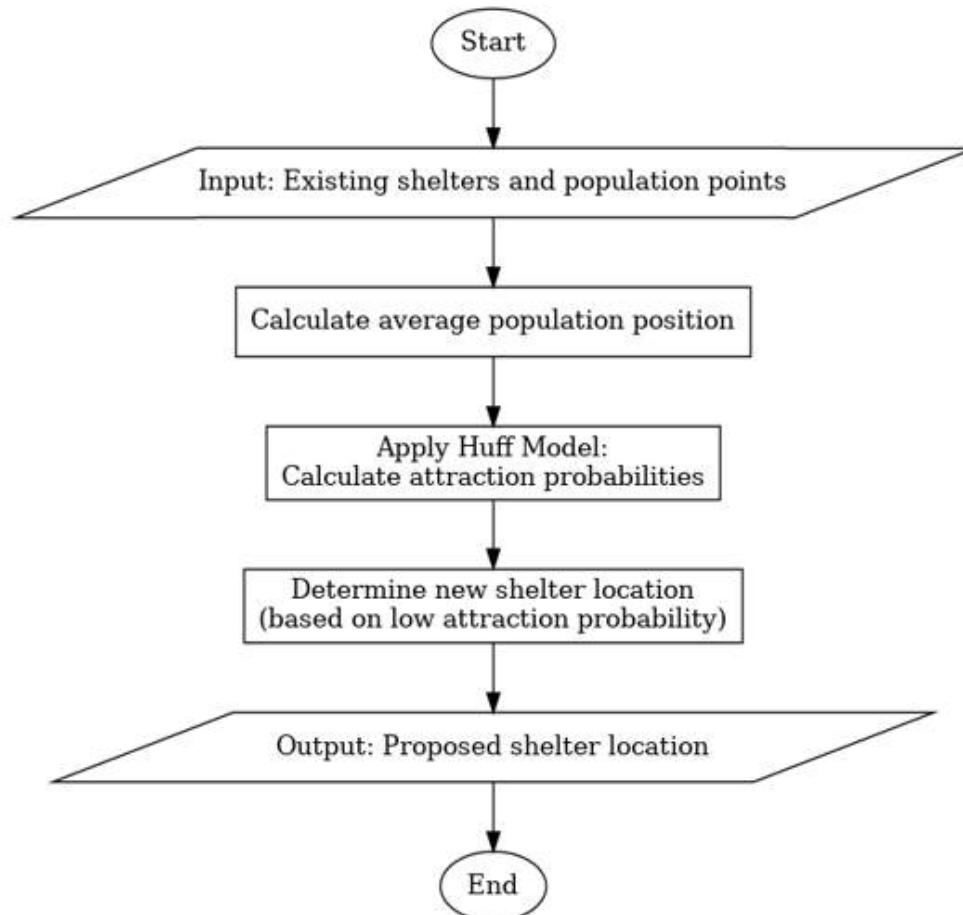 Start
Input: Existing shelters and population points
Calculate average population position
Apply Huff Model:
Calculate attraction probabilities
Determine new shelter location
(based on low attraction probability)
Output: Proposed shelter location
End